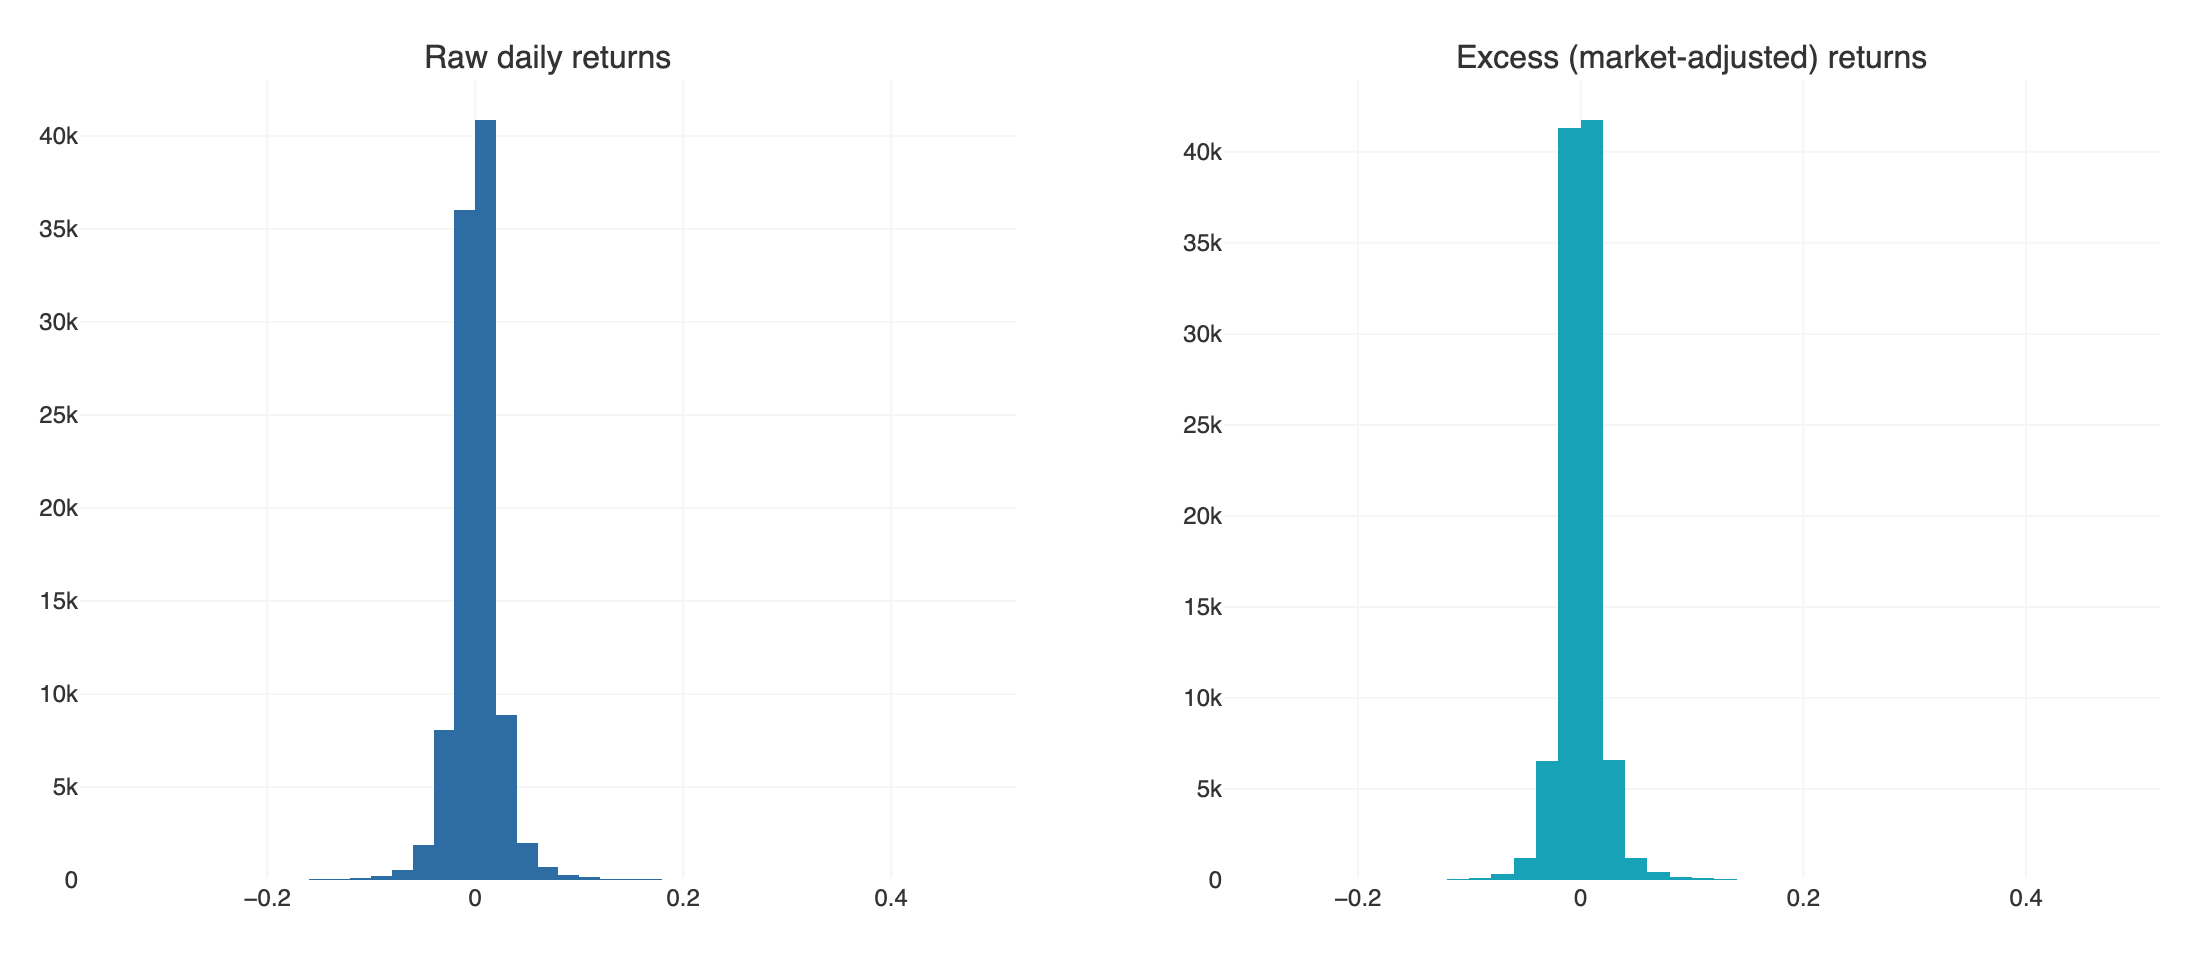 Raw daily returns
40k
35k
30k
25k
20k
15k
10k
5k
0
−0.2 0 0.2 0.4
Excess (market-adjusted) returns
40k
35k
30k
25k
20k
15k
10k
5k
0
−0.2 0 0.2 0.4